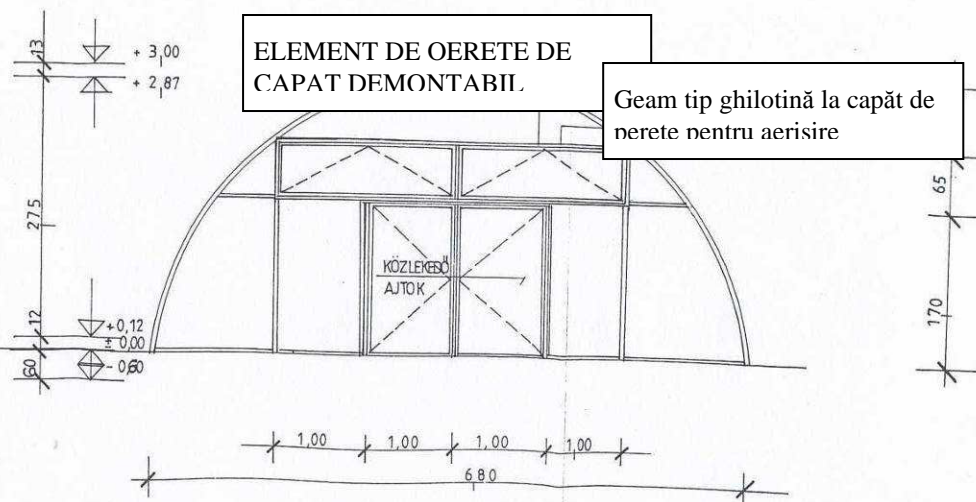 ELEMENT DE OERETE DE
CAPAT DEMONTABIL
Geam tip ghilotină la capăt de
perete pentru aerisire
13
+ 3,00
+ 2,87
275
12
+0,12
± 0,00
60
- 0,60
KÖZLEKEDŐ
AJTOK
65
170
1,00
1,00
1,00
1,00
680